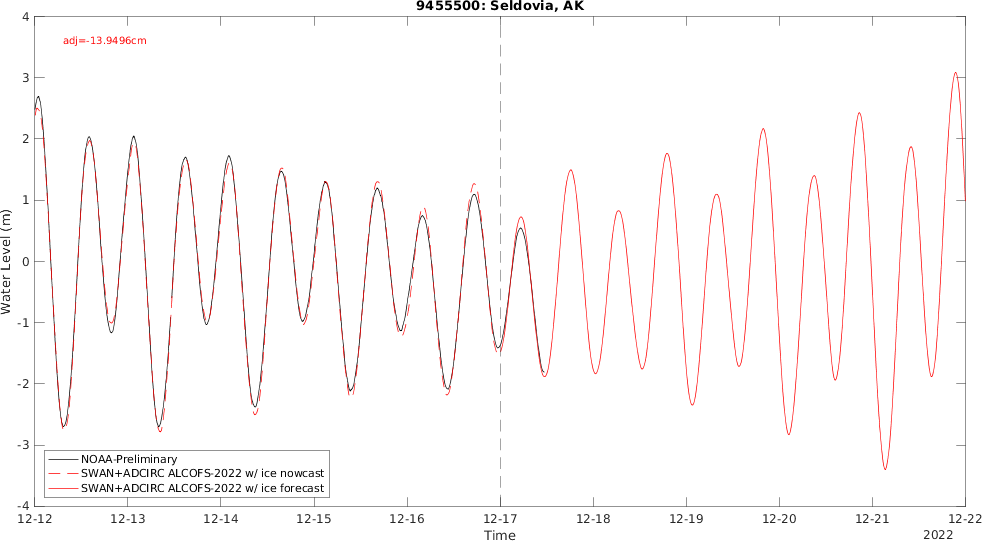 9455500: Seldovia, AK
adj=-13.9496cm
4
3
2
1
0
-1
-2
-3
-4
Water Level (m)
NOAA-Preliminary
SWAN+ADCIRC ALCOFS-2022 w/ ice nowcast
SWAN+ADCIRC ALCOFS-2022 w/ ice forecast
12-12 12-13 12-14 12-15 12-16 12-17 12-18 12-19 12-20 12-21 12-22
Time
2022